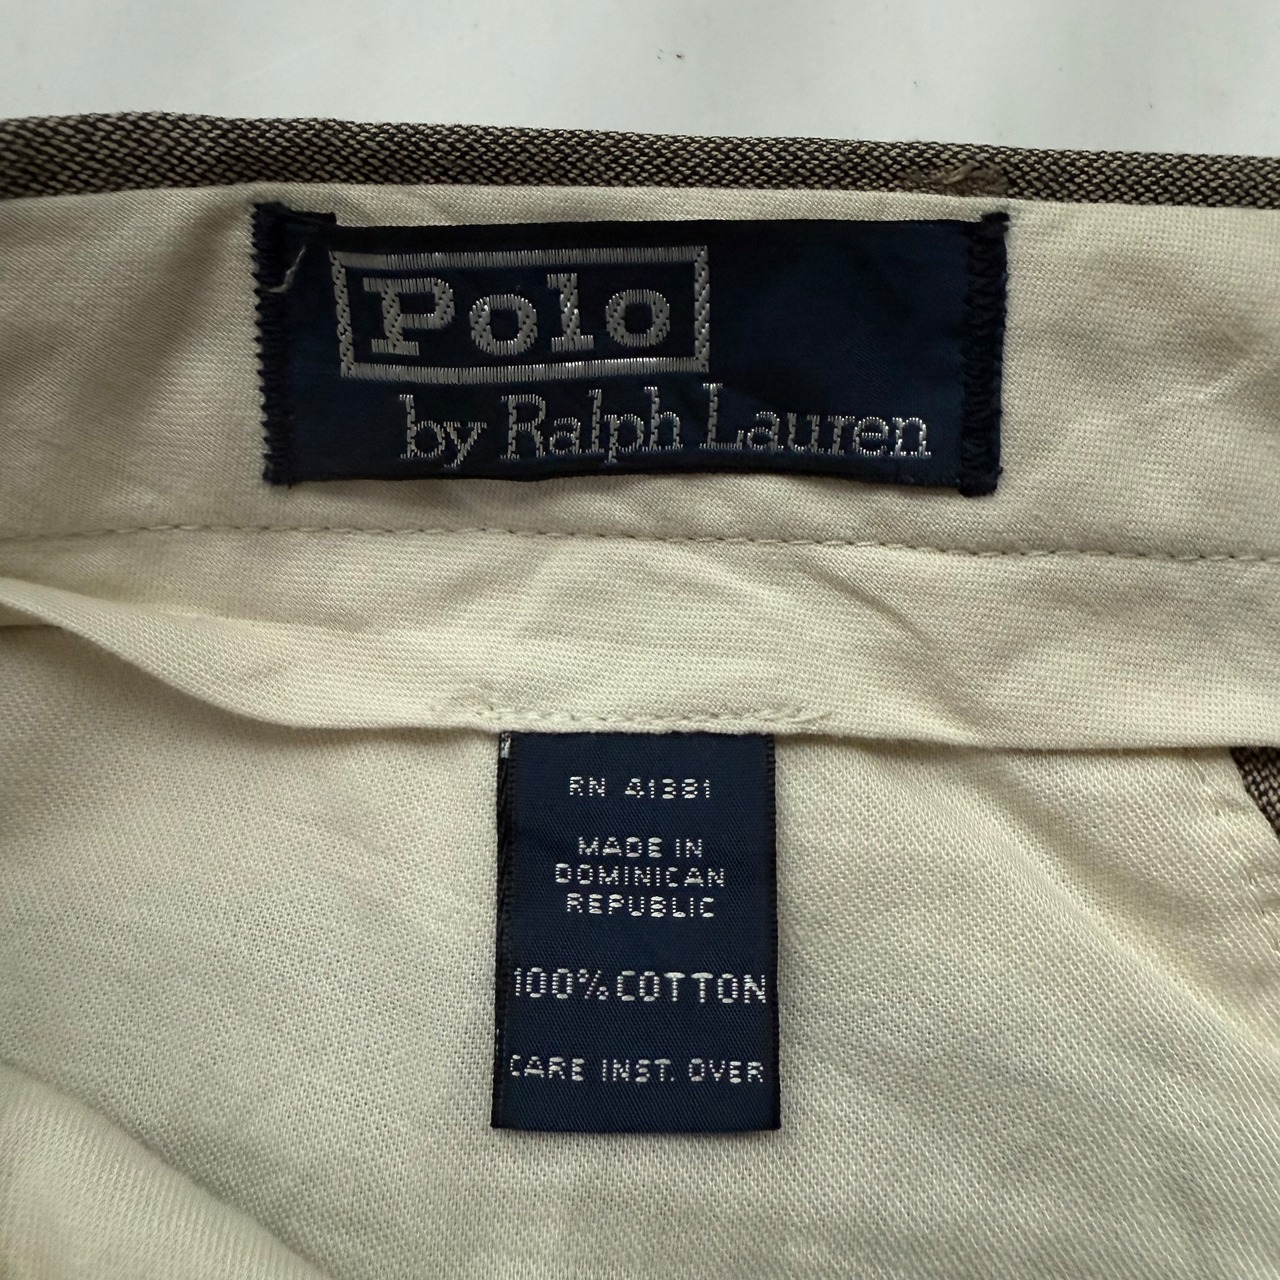 Polo
by Ralph Lauren
RN 41381
MADE IN
DOMINICAN
REPUBLIC
100% COTTON
CARE INST. OVER